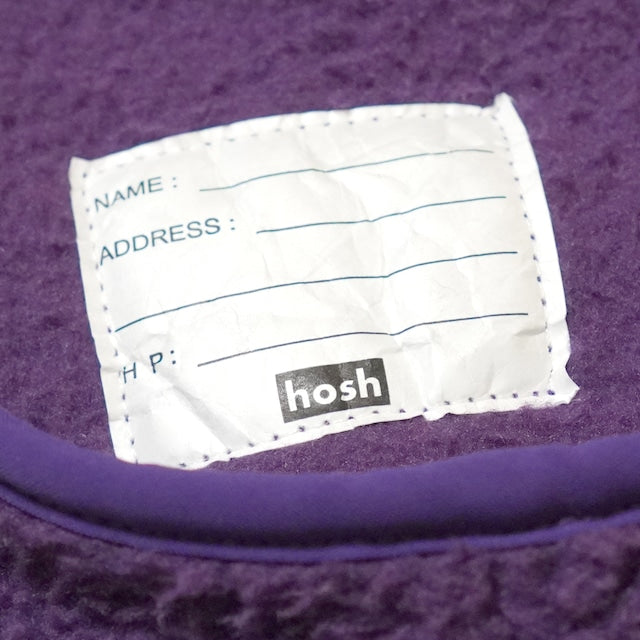 NAME :
ADDRESS :
H P :
hosh